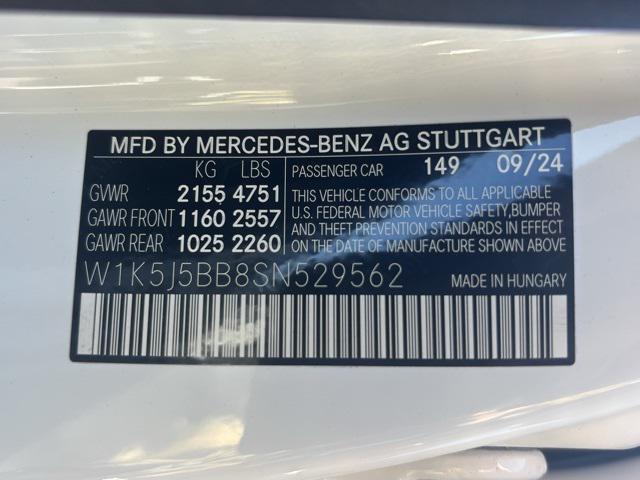 MFD BY MERCEDES-BENZ AG STUTTGART
KG LBS PASSENGER CAR 149 09/24
GVWR 2155 4751
GAWR FRONT 1160 2557
GAWR REAR 1025 2260
THIS VEHICLE CONFORMS TO ALL APPLICABLE
U.S. FEDERAL MOTOR VEHICLE SAFETY,BUMPER
AND THEFT PREVENTION STANDARDS IN EFFECT
ON THE DATE OF MANUFACTURE SHOWN ABOVE.
W1K5J5BB8SN529562
MADE IN HUNGARY